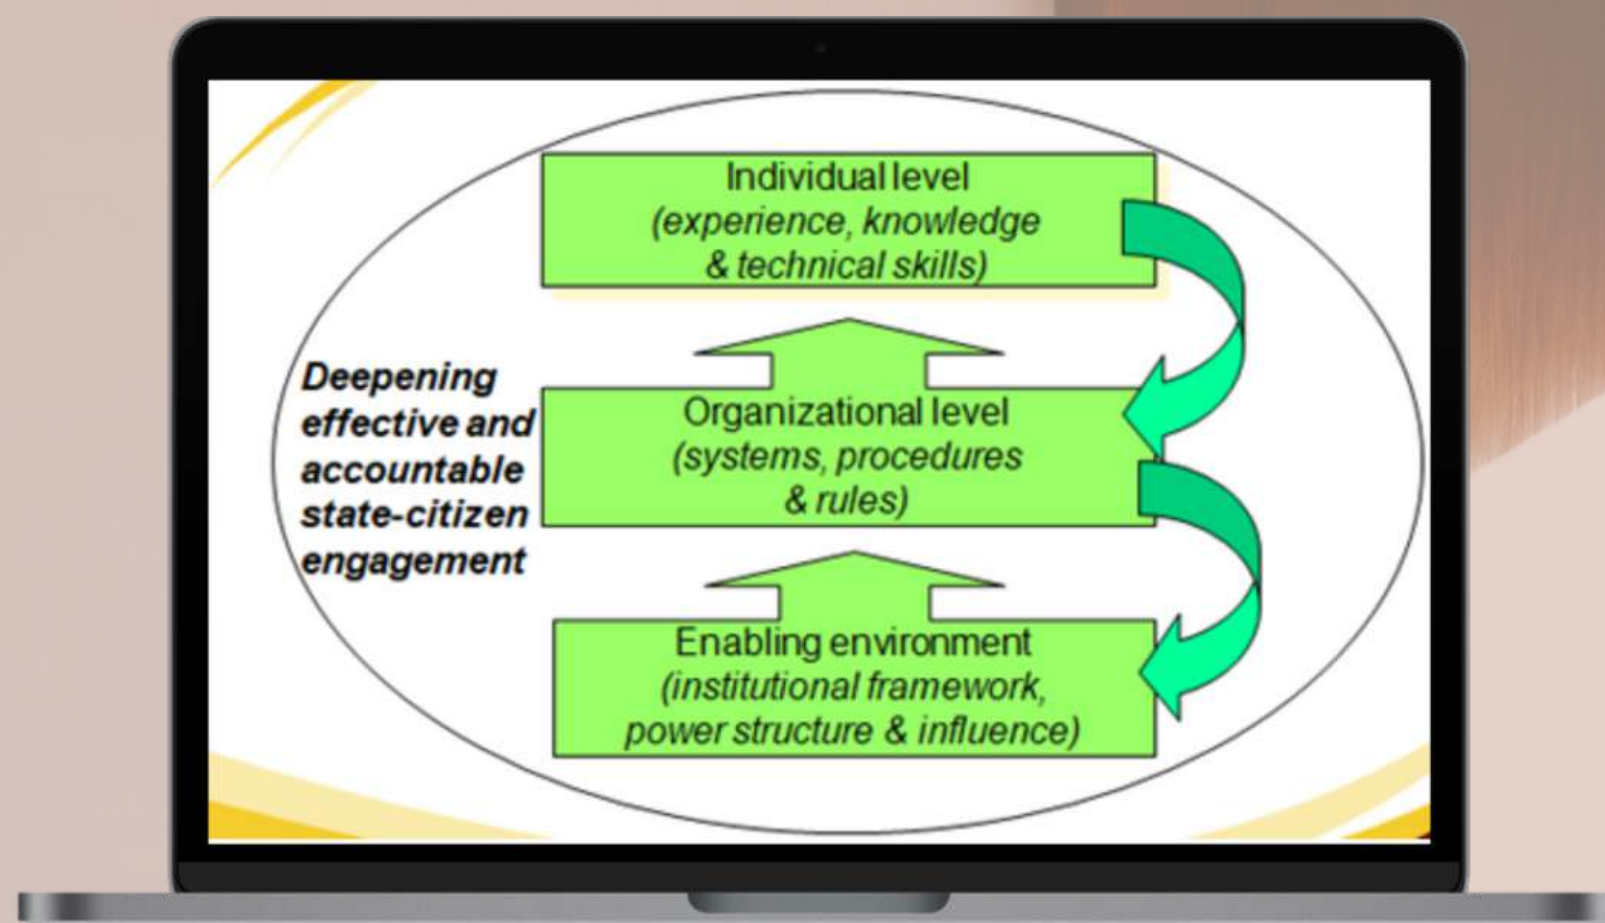 Individual level
(experience, knowledge
& technical skills)
Deepening
effective and
accountable
state-citizen
engagement
Organizational level
(systems, procedures
& rules)
Enabling environment
(institutional framework,
power structure & influence)